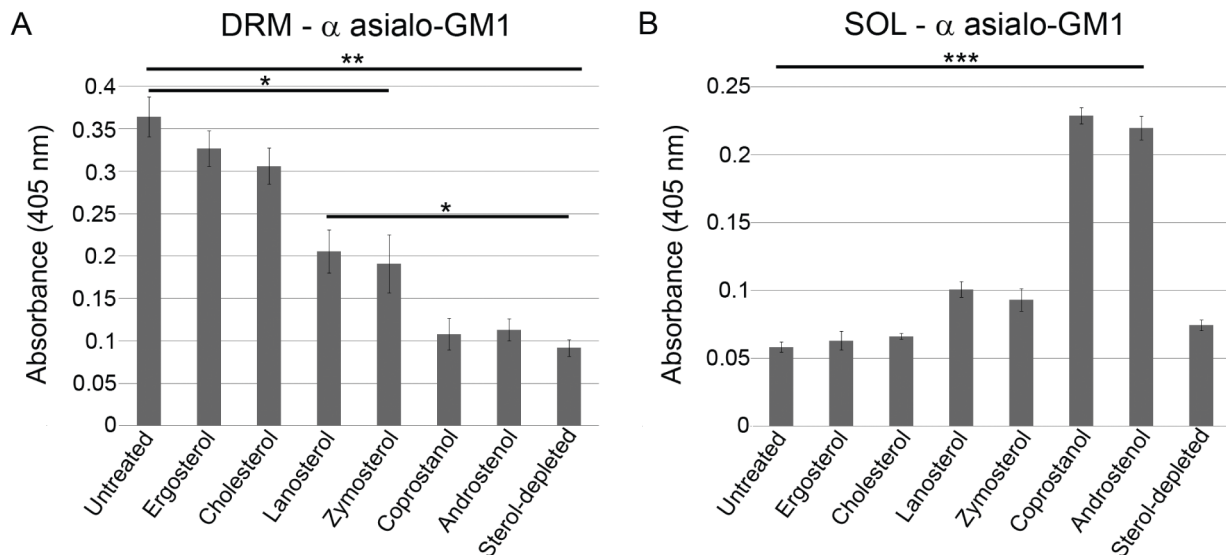 A
DRM - α asialo-GM1
**
*
*
0.4
0.35
0.3
0.25
0.2
0.15
0.1
0.05
0
Absorbance (405 nm)
Untreated
Ergosterol
Cholesterol
Lanosterol
Zymosterol
Coprostanol
Androstenol
Sterol-depleted
B
SOL - α asialo-GM1
***
0.25
0.2
0.15
0.1
0.05
0
Absorbance (405 nm)
Untreated
Ergosterol
Cholesterol
Lanosterol
Zymosterol
Coprostanol
Androstenol
Sterol-depleted